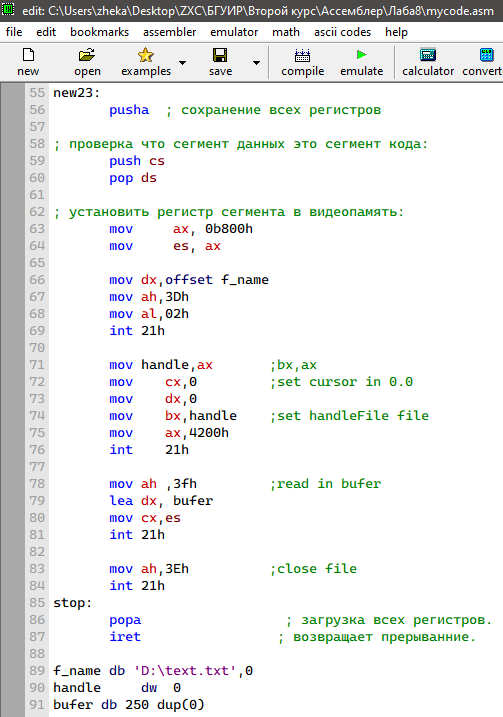 edit: C:\Users\zheka\Desktop\ZXC\БГУИР\Второй курс\Ассемблер\Лаба8\mycode.asm
file edit bookmarks assembler emulator math ascii codes help
new open examples save compile emulate calculator convert
55 new23:
56 pusha ; сохранение всех регистров
57
58 ; проверка что сегмент данных это сегмент кода:
59 push cs
60 pop ds
61
62 ; установить регистр сегмента в видеопамять:
63 mov ax, 0b800h
64 mov es, ax
65
66 mov dx,offset f_name
67 mov ah,3Dh
68 mov al,02h
69 int 21h
70
71 mov handle,ax ;bx,ax
72 mov cx,0 ;set cursor in 0.0
73 mov dx,0
74 mov bx,handle ;set handleFile file
75 mov ax,4200h
76 int 21h
77
78 mov ah ,3fh ;read in bufer
79 lea dx, bufer
80 mov cx,es
81 int 21h
82
83 mov ah,3Eh ;close file
84 int 21h
85 stop:
86 popa ; загрузка всех регистров.
87 iret ; возвращает прерыванние.
88
89 f_name db 'D:\text.txt',0
90 handle dw 0
91 bufer db 250 dup(0)